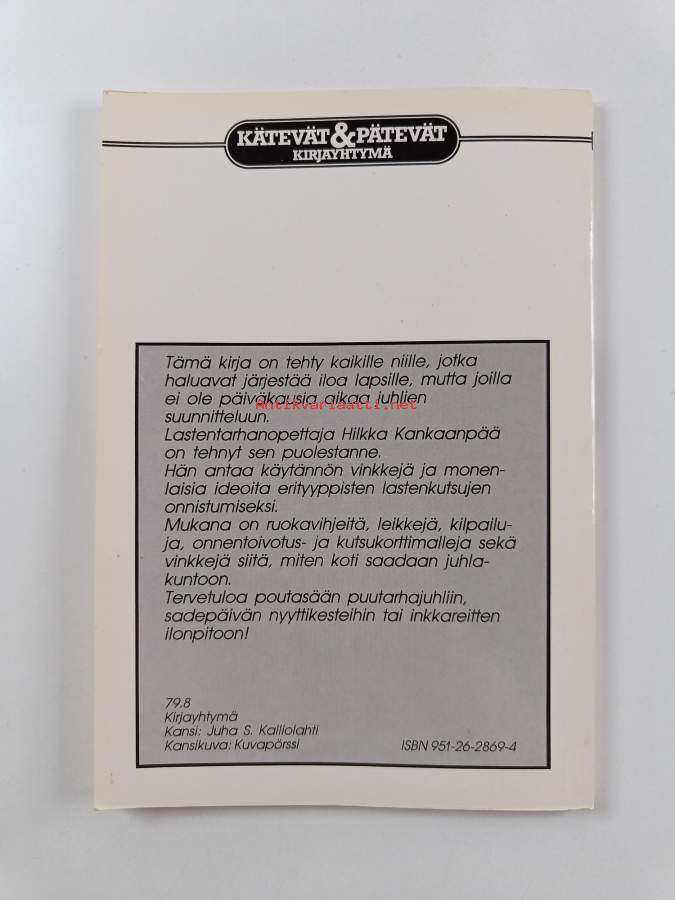 KÄTEVÄT & PÄTEVÄT
KIRJAYHTYMÄ
Tämä kirja on tehty kaikille niille, jotka
haluavat järjestää iloa lapsille, mutta joilla
ei ole päiväkausia aikaa juhlien
Antikvariaatti.net
suunnitteluun.
Lastentarhanopettaja Hilkka Kankaanpää
on tehnyt sen puolestanne.
Hän antaa käytännön vinkkejä ja monen-
laisia ideoita erityyppisten lastenkutsujen
onnistumiseksi.
Mukana on ruokavihjeitä, leikkejä, kilpailu-
ja, onnentoivotus- ja kutsukorttimalleja sekä
vinkkejä siitä, miten koti saadaan juhla-
kuntoon.
Tervetuloa poutasään puutarhajuhliin,
sadepäivän nyyttikesteihin tai inkkareitten
ilonpitoon!
79.8
Kirjayhtymä
Kansi: Juha S. Kalliolahti
Kansikuva: Kuvapörssi ISBN 951-26-2869-4